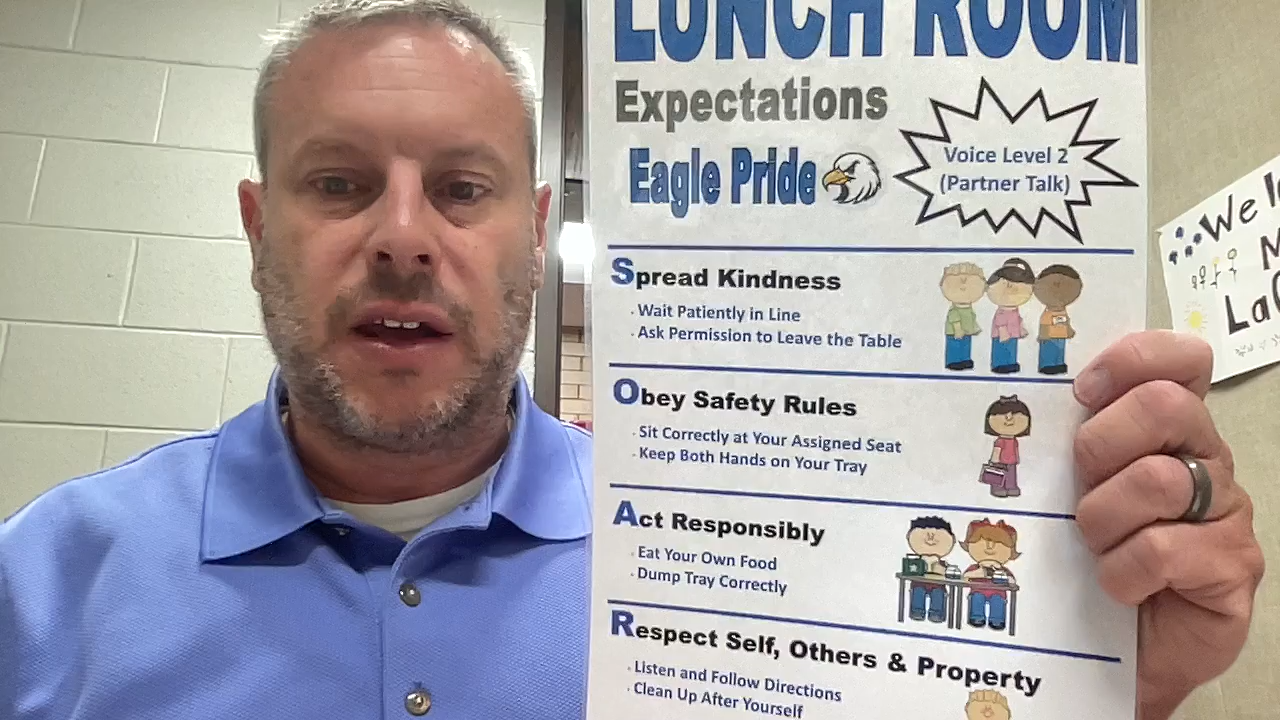 LUNCH ROOM
Expectations
Eagle Pride
Voice Level 2
(Partner Talk)
Spread Kindness
Wait Patiently in Line
Ask Permission to Leave the Table
Obey Safety Rules
Sit Correctly at Your Assigned Seat
Keep Both Hands on Your Tray
Act Responsibly
Eat Your Own Food
Dump Tray Correctly
Respect Self, Others & Property
Listen and Follow Directions
Clean Up After Yourself